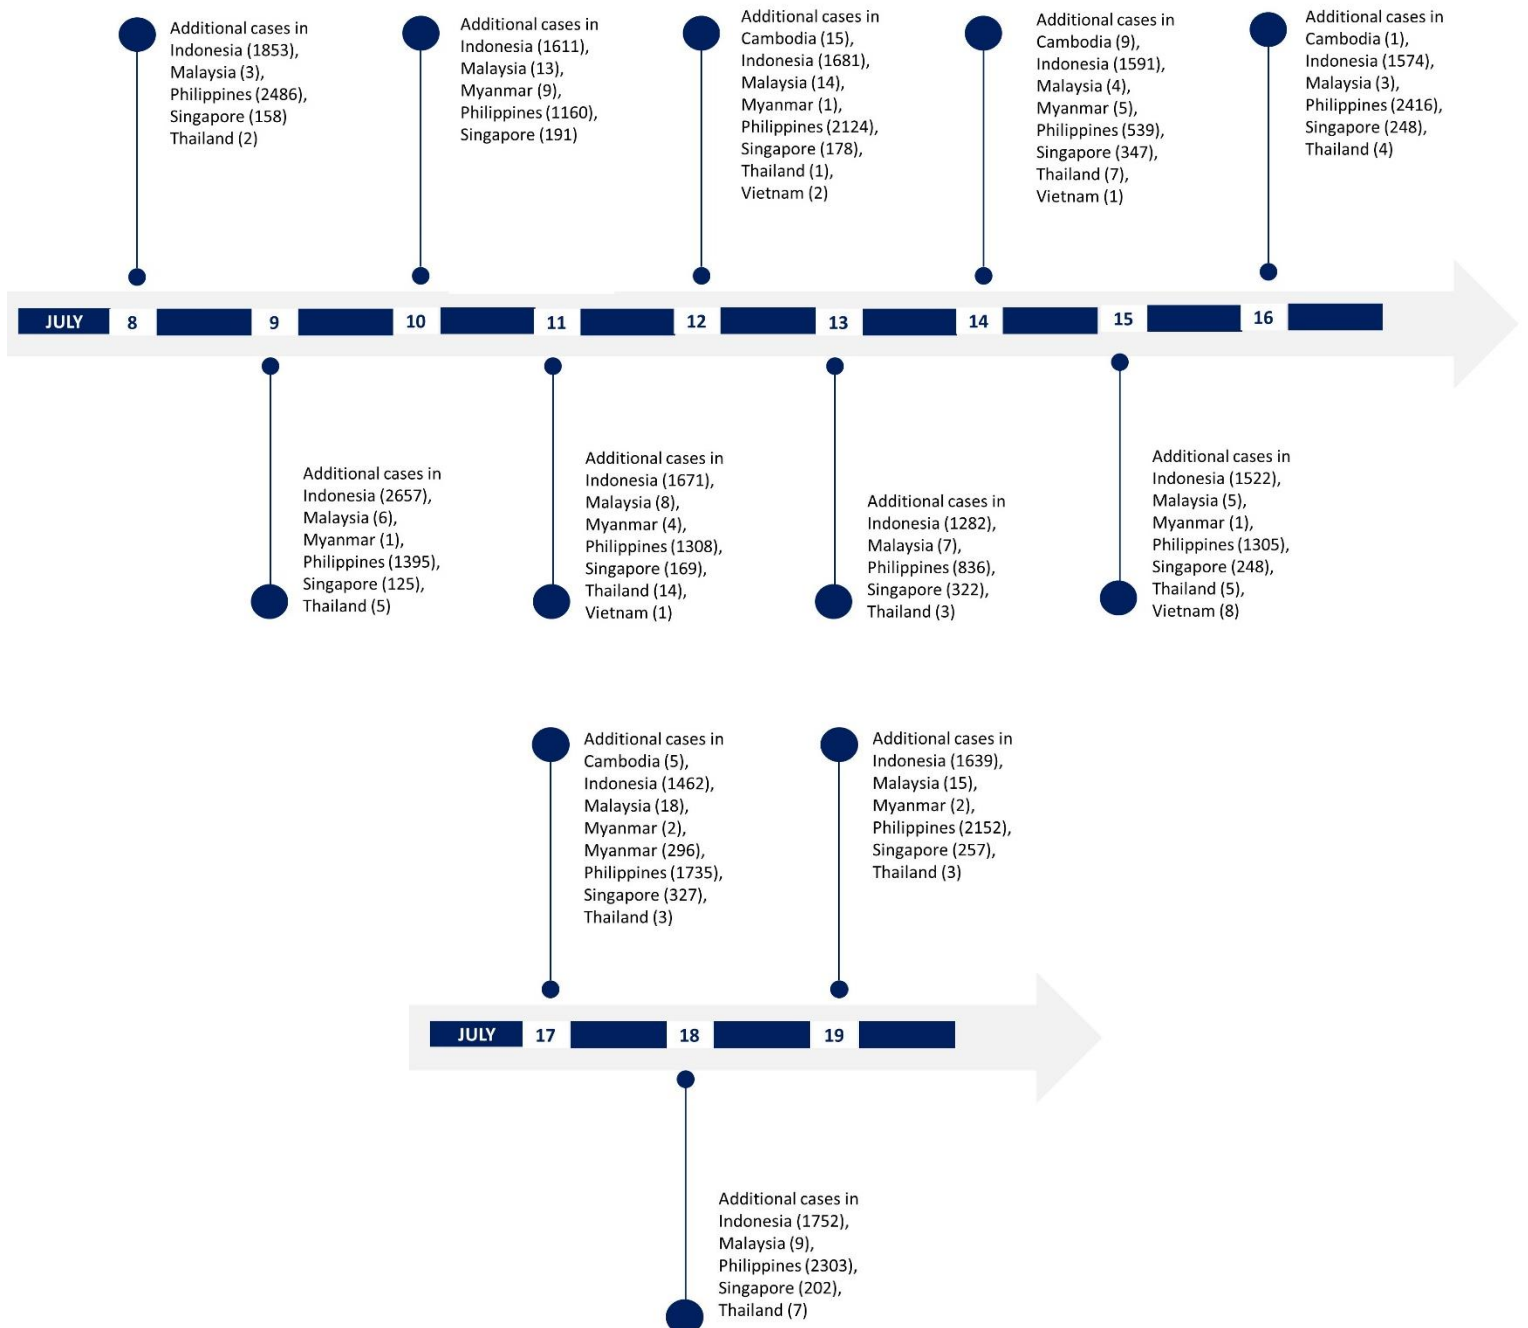 Additional cases in
Indonesia (1853),
Malaysia (3),
Philippines (2486),
Singapore (158)
Thailand (2)
Additional cases in
Indonesia (1611),
Malaysia (13),
Myanmar (9),
Philippines (1160),
Singapore (191)
Additional cases in
Cambodia (15),
Indonesia (1681),
Malaysia (14),
Myanmar (1),
Philippines (2124),
Singapore (178),
Thailand (1),
Vietnam (2)
Additional cases in
Cambodia (9),
Indonesia (1591),
Malaysia (4),
Myanmar (5),
Philippines (539),
Singapore (347),
Thailand (7),
Vietnam (1)
Additional cases in
Cambodia (1),
Indonesia (1574),
Malaysia (3),
Philippines (2416),
Singapore (248),
Thailand (4)
JULY 8 9 10 11 12 13 14 15 16
Additional cases in
Indonesia (2657),
Malaysia (6),
Myanmar (1),
Philippines (1395),
Singapore (125),
Thailand (5)
Additional cases in
Indonesia (1671),
Malaysia (8),
Myanmar (4),
Philippines (1308),
Singapore (169),
Thailand (14),
Vietnam (1)
Additional cases in
Indonesia (1282),
Malaysia (7),
Philippines (836),
Singapore (322),
Thailand (3)
Additional cases in
Indonesia (1522),
Malaysia (5),
Myanmar (1),
Philippines (1305),
Singapore (248),
Thailand (5),
Vietnam (8)
Additional cases in
Cambodia (5),
Indonesia (1462),
Malaysia (18),
Myanmar (2),
Myanmar (296),
Philippines (1735),
Singapore (327),
Thailand (3)
Additional cases in
Indonesia (1639),
Malaysia (15),
Myanmar (2),
Philippines (2152),
Singapore (257),
Thailand (3)
JULY 17 18 19
Additional cases in
Indonesia (1752),
Malaysia (9),
Philippines (2303),
Singapore (202),
Thailand (7)